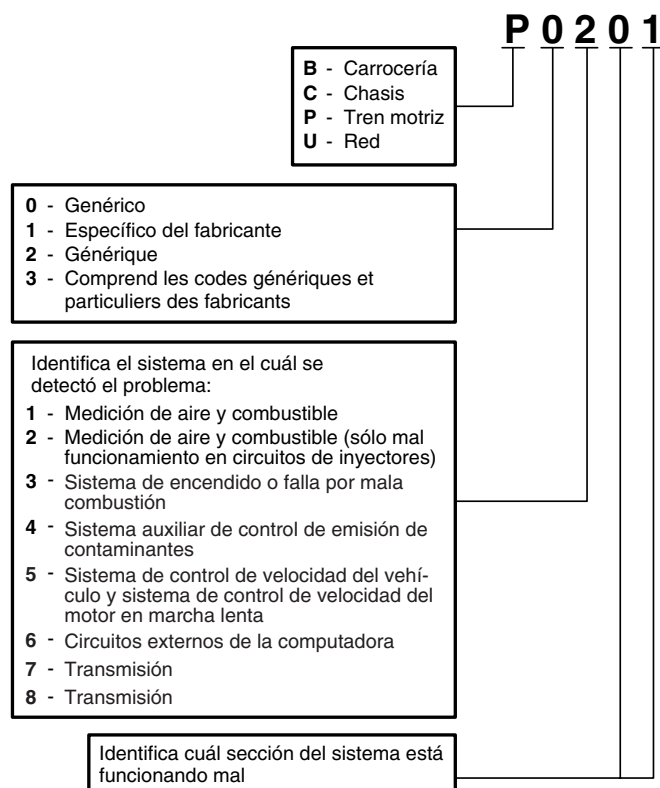 P 0 2 0 1
B - Carrocería
C - Chasis
P - Tren motriz
U - Red
0 - Genérico
1 - Específico del fabricante
2 - Générique
3 - Comprend les codes génériques et
particuliers des fabricants
Identifica el sistema en el cuál se
detectó el problema:
1 - Medición de aire y combustible
2 - Medición de aire y combustible (sólo mal
funcionamiento en circuitos de inyectores)
3 - Sistema de encendido o falla por mala
combustión
4 - Sistema auxiliar de control de emisión de
contaminantes
5 - Sistema de control de velocidad del vehí-
culo y sistema de control de velocidad del
motor en marcha lenta
6 - Circuitos externos de la computadora
7 - Transmisión
8 - Transmisión
Identifica cuál sección del sistema está
funcionando mal